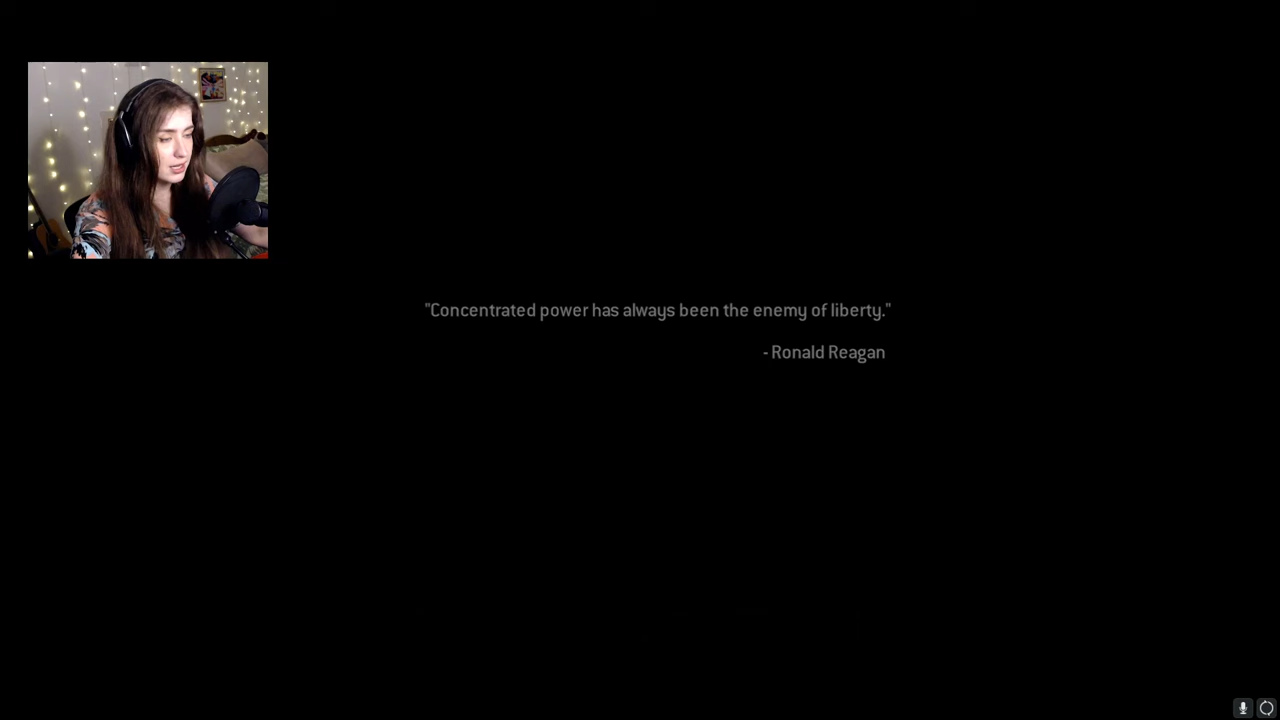 "Concentrated power has always been the enemy of liberty."
- Ronald Reagan